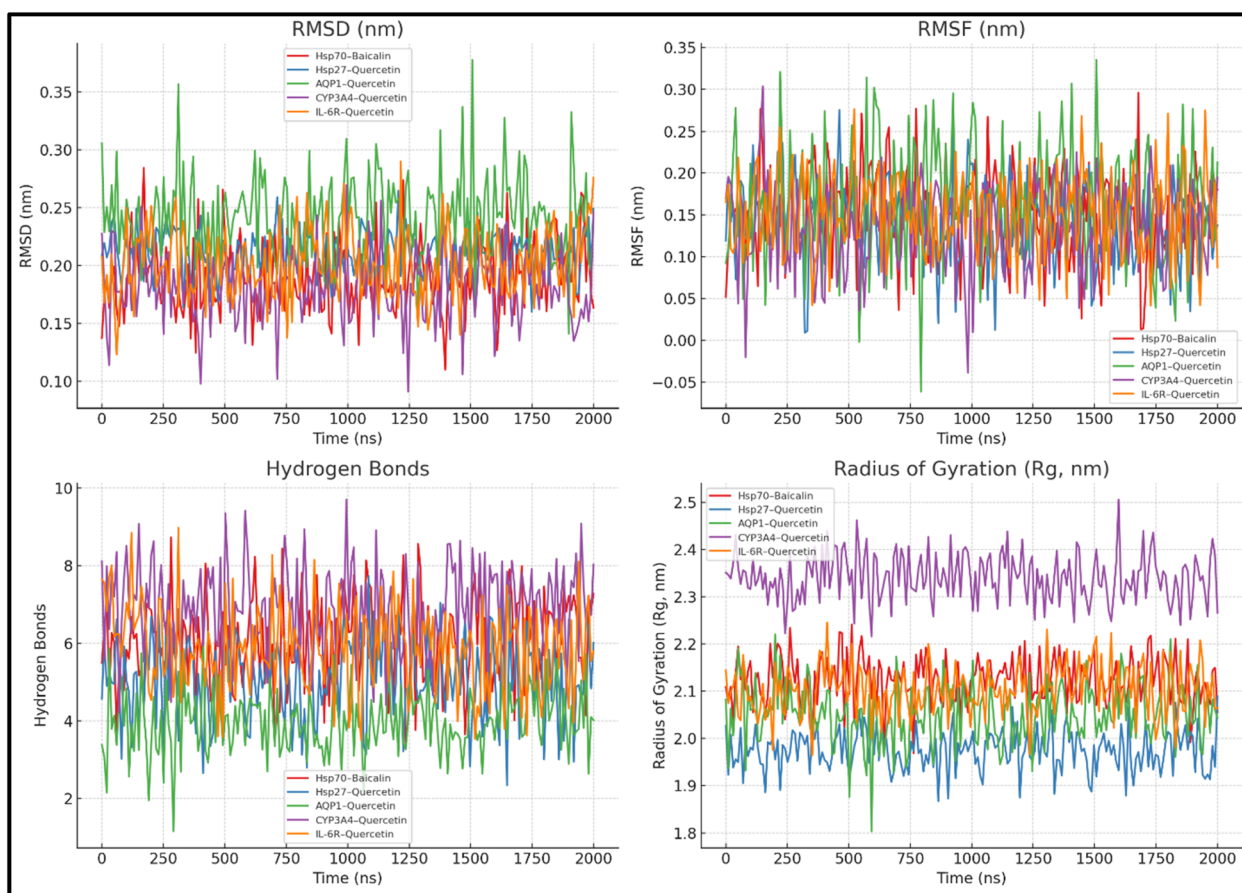 RMSD (nm)
RMSD (nm)
0.35
0.30
0.25
0.20
0.15
0.10
Hsp70–Baicalin
Hsp27–Quercetin
AQP1–Quercetin
CYP3A4–Quercetin
IL-6R–Quercetin
0 250 500 750 1000 1250 1500 1750 2000
Time (ns)
RMSF (nm)
RMSF (nm)
0.35
0.30
0.25
0.20
0.15
0.10
0.05
0.00
−0.05
Hsp70–Baicalin
Hsp27–Quercetin
AQP1–Quercetin
CYP3A4–Quercetin
IL-6R–Quercetin
0 250 500 750 1000 1250 1500 1750 2000
Time (ns)
Hydrogen Bonds
Hydrogen Bonds
10
8
6
4
2
Hsp70–Baicalin
Hsp27–Quercetin
AQP1–Quercetin
CYP3A4–Quercetin
IL-6R–Quercetin
0 250 500 750 1000 1250 1500 1750 2000
Time (ns)
Radius of Gyration (Rg, nm)
Radius of Gyration (Rg, nm)
2.5
2.4
2.3
2.2
2.1
2.0
1.9
1.8
Hsp70–Baicalin
Hsp27–Quercetin
AQP1–Quercetin
CYP3A4–Quercetin
IL-6R–Quercetin
0 250 500 750 1000 1250 1500 1750 2000
Time (ns)